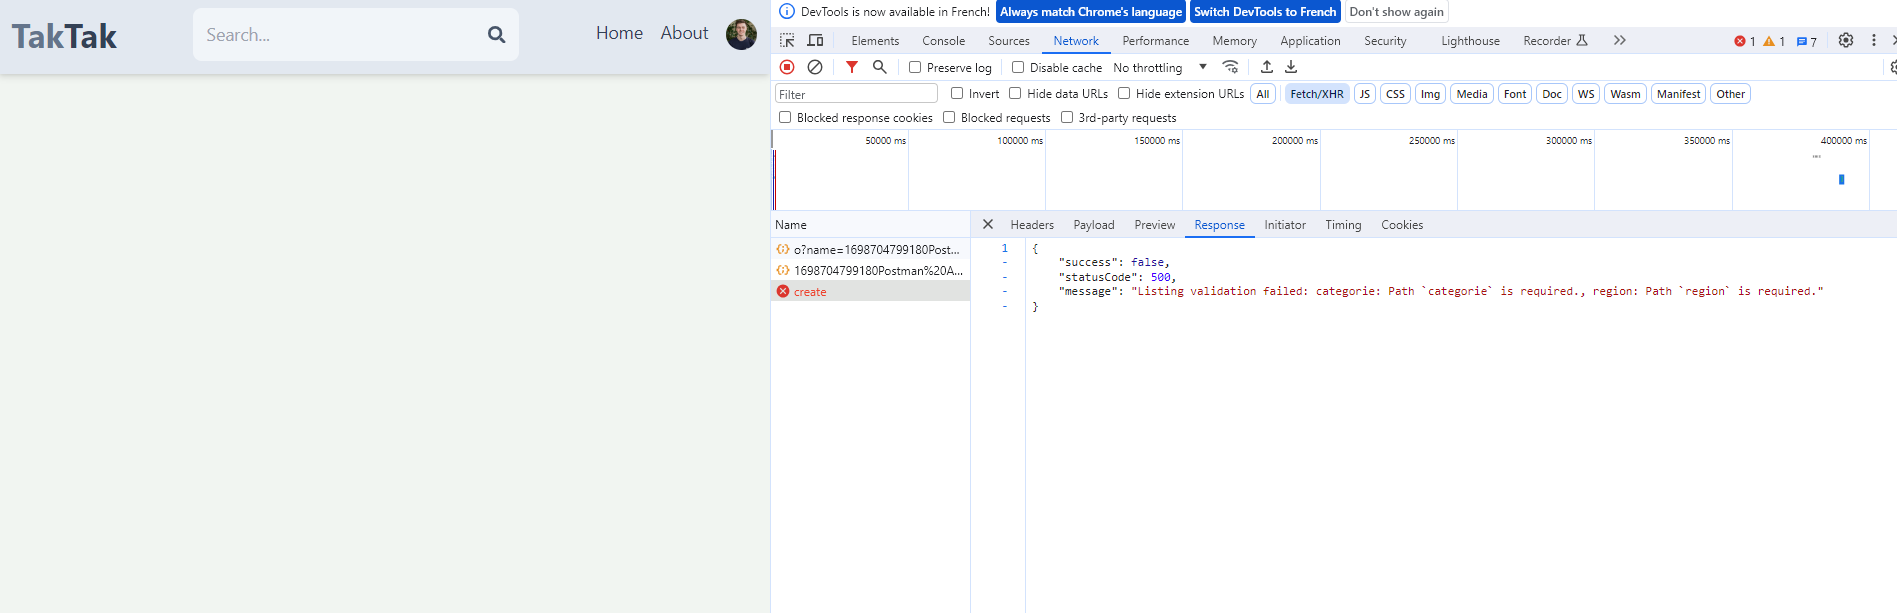 TakTak
Search...
Home About
DevTools is now available in French! Always match Chrome's language Switch DevTools to French Don't show again
Elements Console Sources Network Performance Memory Application Security Lighthouse Recorder 1 1 7
Preserve log Disable cache No throttling
Filter Invert Hide data URLs Hide extension URLs All Fetch/XHR JS CSS Img Media Font Doc WS Wasm Manifest Other
Blocked response cookies Blocked requests 3rd-party requests
50000 ms 100000 ms 150000 ms 200000 ms 250000 ms 300000 ms 350000 ms 400000 ms
Name
Headers Payload Preview Response Initiator Timing Cookies
o?name=1698704799180Post...
1698704799180Postman%20A...
create
1 {
- "success": false,
- "statusCode": 500,
- "message": "Listing validation failed: categorie: Path `categorie` is required., region: Path `region` is required."
- }